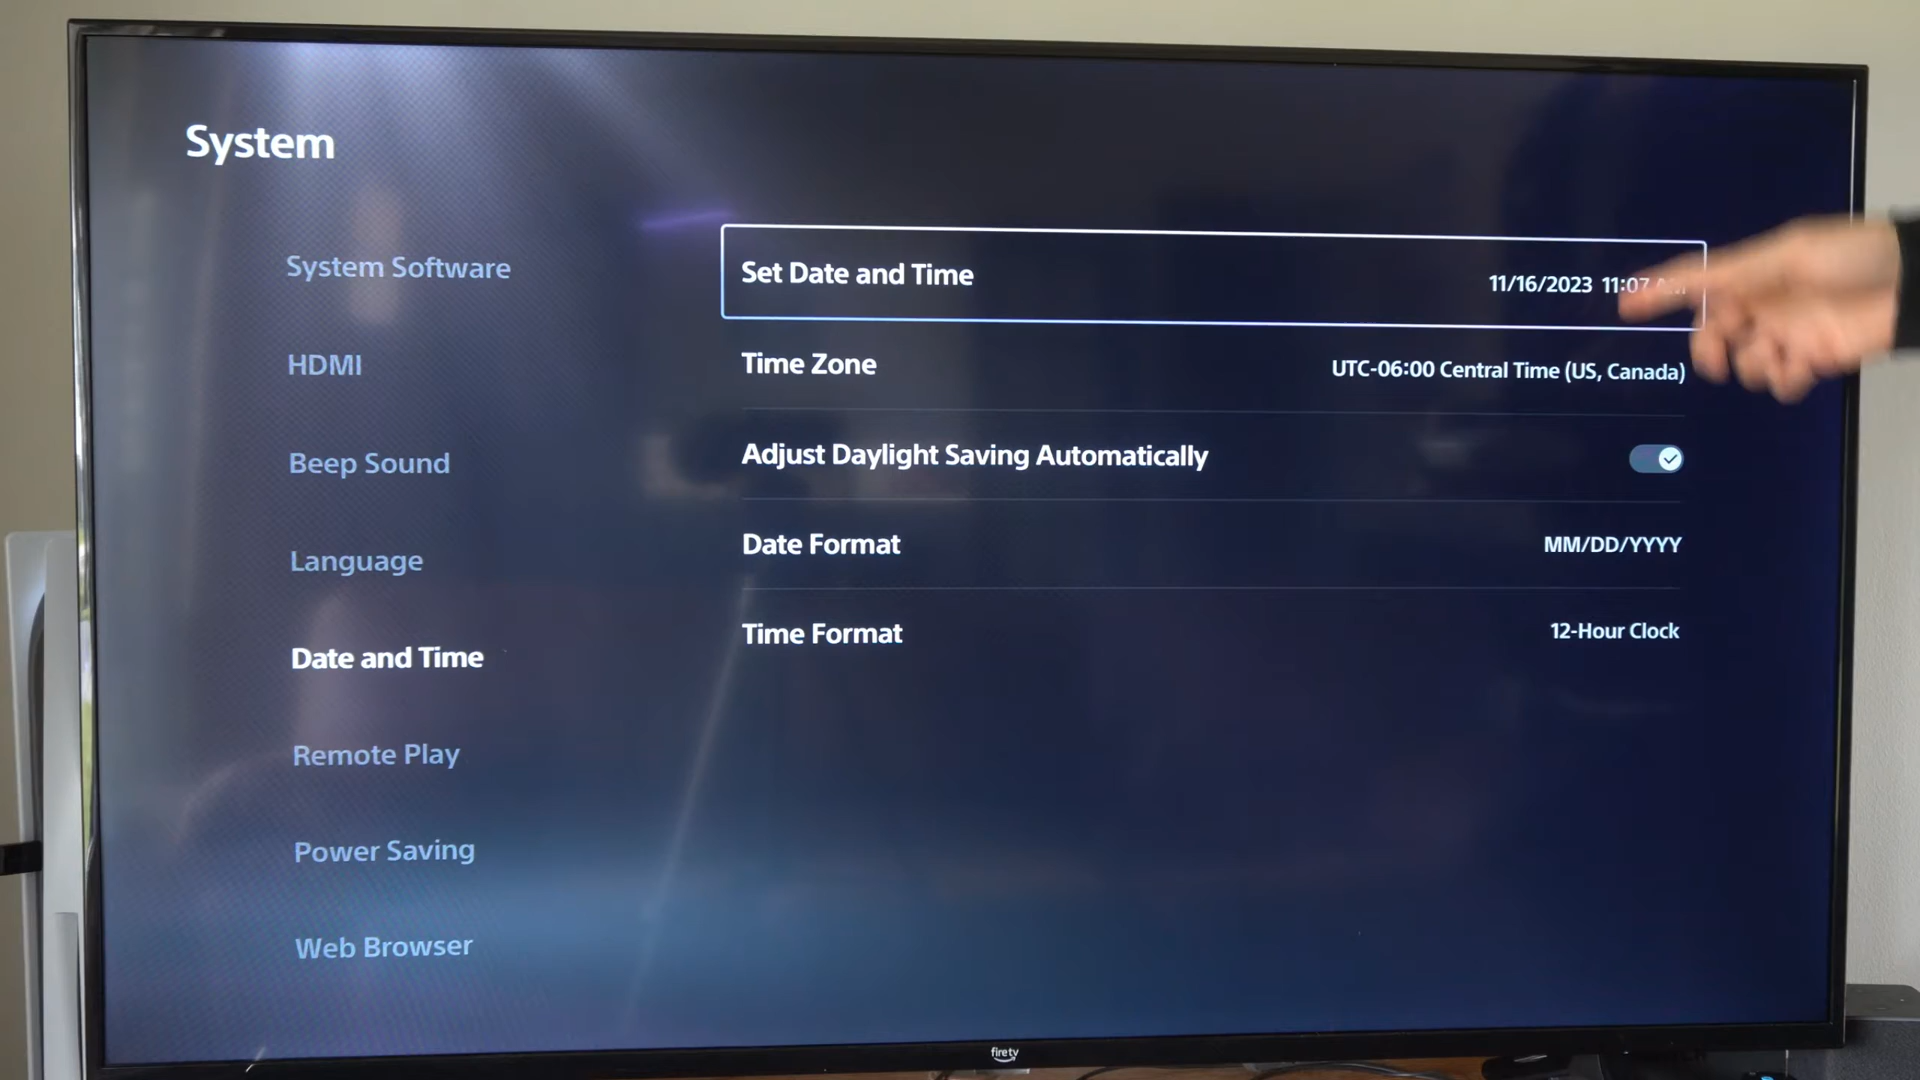 System
System Software
HDMI
Beep Sound
Language
Date and Time
Remote Play
Power Saving
Web Browser
Set Date and Time 11/16/2023 11:07
Time Zone UTC-06:00 Central Time (US, Canada)
Adjust Daylight Saving Automatically
Date Format MM/DD/YYYY
Time Format 12-Hour Clock
firetv